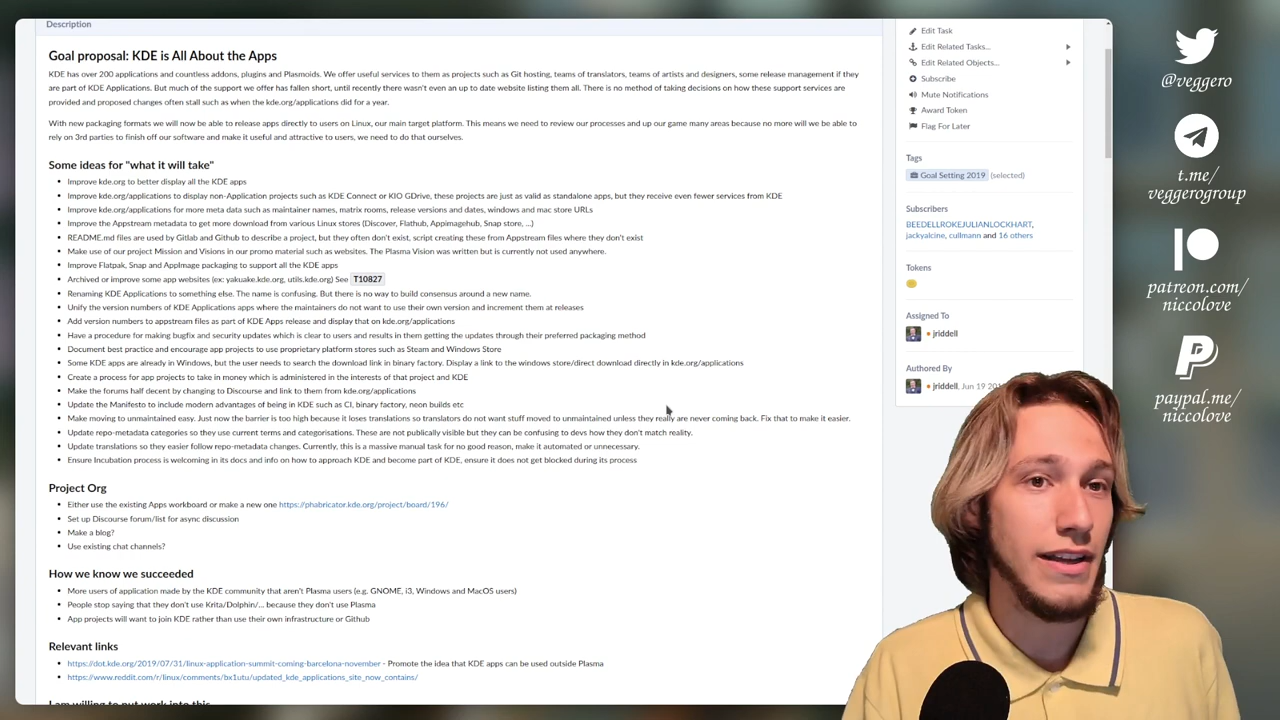 Description
Goal proposal: KDE is All About the Apps
KDE has over 200 applications and countless addons, plugins and Plasmoids. We offer useful services to them as projects such as Git hosting, teams of translators, teams of artists and designers, some release management if they
are part of KDE Applications. But much of the support we offer has fallen short, until recently there wasn't even an up to date website listing them all. There is no method of taking decisions on how these support services are
provided and proposed changes often stall such as when the kde.org/applications did for a year.
With new packaging formats we will now be able to release apps directly to users on Linux, our main target platform. This means we need to review our processes and up our game many areas because no more will we be able to
rely on 3rd parties to finish off our software and make it useful and attractive to users, we need to do that ourselves.
Some ideas for "what it will take"
Improve kde.org to better display all the KDE apps
Improve kde.org/applications to display non-Application projects such as KDE Connect or KIO GDrive, these projects are just as valid as standalone apps, but they receive even fewer services from KDE
Improve kde.org/applications for more meta data such as maintainer names, matrix rooms, release versions and dates, windows and mac store URLs
Improve the Appstream metadata to get more download from various Linux stores (Discover, Flathub, Appimagehub, Snap store, ...)
README.md files are used by Gitlab and Github to describe a project, but they often don't exist, script creating these from Appstream files where they don't exist
Make use of our project Mission and Visions in our promo material such as websites. The Plasma Vision was written but is currently not used anywhere.
Improve Flatpak, Snap and AppImage packaging to support all the KDE apps
Archived or improve some app websites (ex: yakuake.kde.org, utils.kde.org) See T10827
Renaming KDE Applications to something else. The name is confusing. But there is no way to build consensus around a new name.
Unify the version numbers of KDE Applications apps where the maintainers do not want to use their own version and increment them at releases
Add version numbers to appstream files as part of KDE Apps release and display that on kde.org/applications
Have a procedure for making bugfix and security updates which is clear to users and results in them getting the updates through their preferred packaging method
Document best practice and encourage app projects to use proprietary platform stores such as Steam and Windows Store
Some KDE apps are already in Windows, but the user needs to search the download link in binary factory. Display a link to the windows store/direct download directly in kde.org/applications
Create a process for app projects to take in money which is administered in the interests of that project and KDE
Make the forums half decent by changing to Discourse and link to them from kde.org/applications
Update the Manifesto to include modern advantages of being in KDE such as CI, binary factory, neon builds etc
Make moving to unmaintained easy. Just now the barrier is too high because it loses translations so translators do not want stuff moved to unmaintained unless they really are never coming back. Fix that to make it easier.
Update repo-metadata categories so they use current terms and categorisations. These are not publically visible but they can be confusing to devs how they don't match reality.
Update translations so they easier follow repo-metadata changes. Currently, this is a massive manual task for no good reason, make it automated or unnecessary.
Ensure Incubation process is welcoming in its docs and info on how to approach KDE and become part of KDE, ensure it does not get blocked during its process
Project Org
Either use the existing Apps workboard or make a new one https://phabricator.kde.org/project/board/196/
Set up Discourse forum/list for async discussion
Make a blog?
Use existing chat channels?
How we know we succeeded
More users of application made by the KDE community that aren't Plasma users (e.g. GNOME, i3, Windows and MacOS users)
People stop saying that they don't use Krita/Dolphin/... because they don't use Plasma
App projects will want to join KDE rather than use their own infrastructure or Github
Relevant links
https://dot.kde.org/2019/07/31/linux-application-summit-coming-barcelona-november - Promote the idea that KDE apps can be used outside Plasma
https://www.reddit.com/r/linux/comments/bx1utu/updated_kde_applications_site_now_contains/
I am willing to put work into this
Edit Task
Edit Related Tasks...
Edit Related Objects...
Subscribe
Mute Notifications
Award Token
Flag For Later
Tags
Goal Setting 2019 (selected)
Subscribers
BEEDELLROKEJULIANLOCKHART,
jackyalcine, cullmann and 16 others
Tokens
Assigned To
jriddell
Authored By
jriddell, Jun 19
@veggero
t.me/
veggerogroup
patreon.com/
niccolove
paypal.me/
niccolove